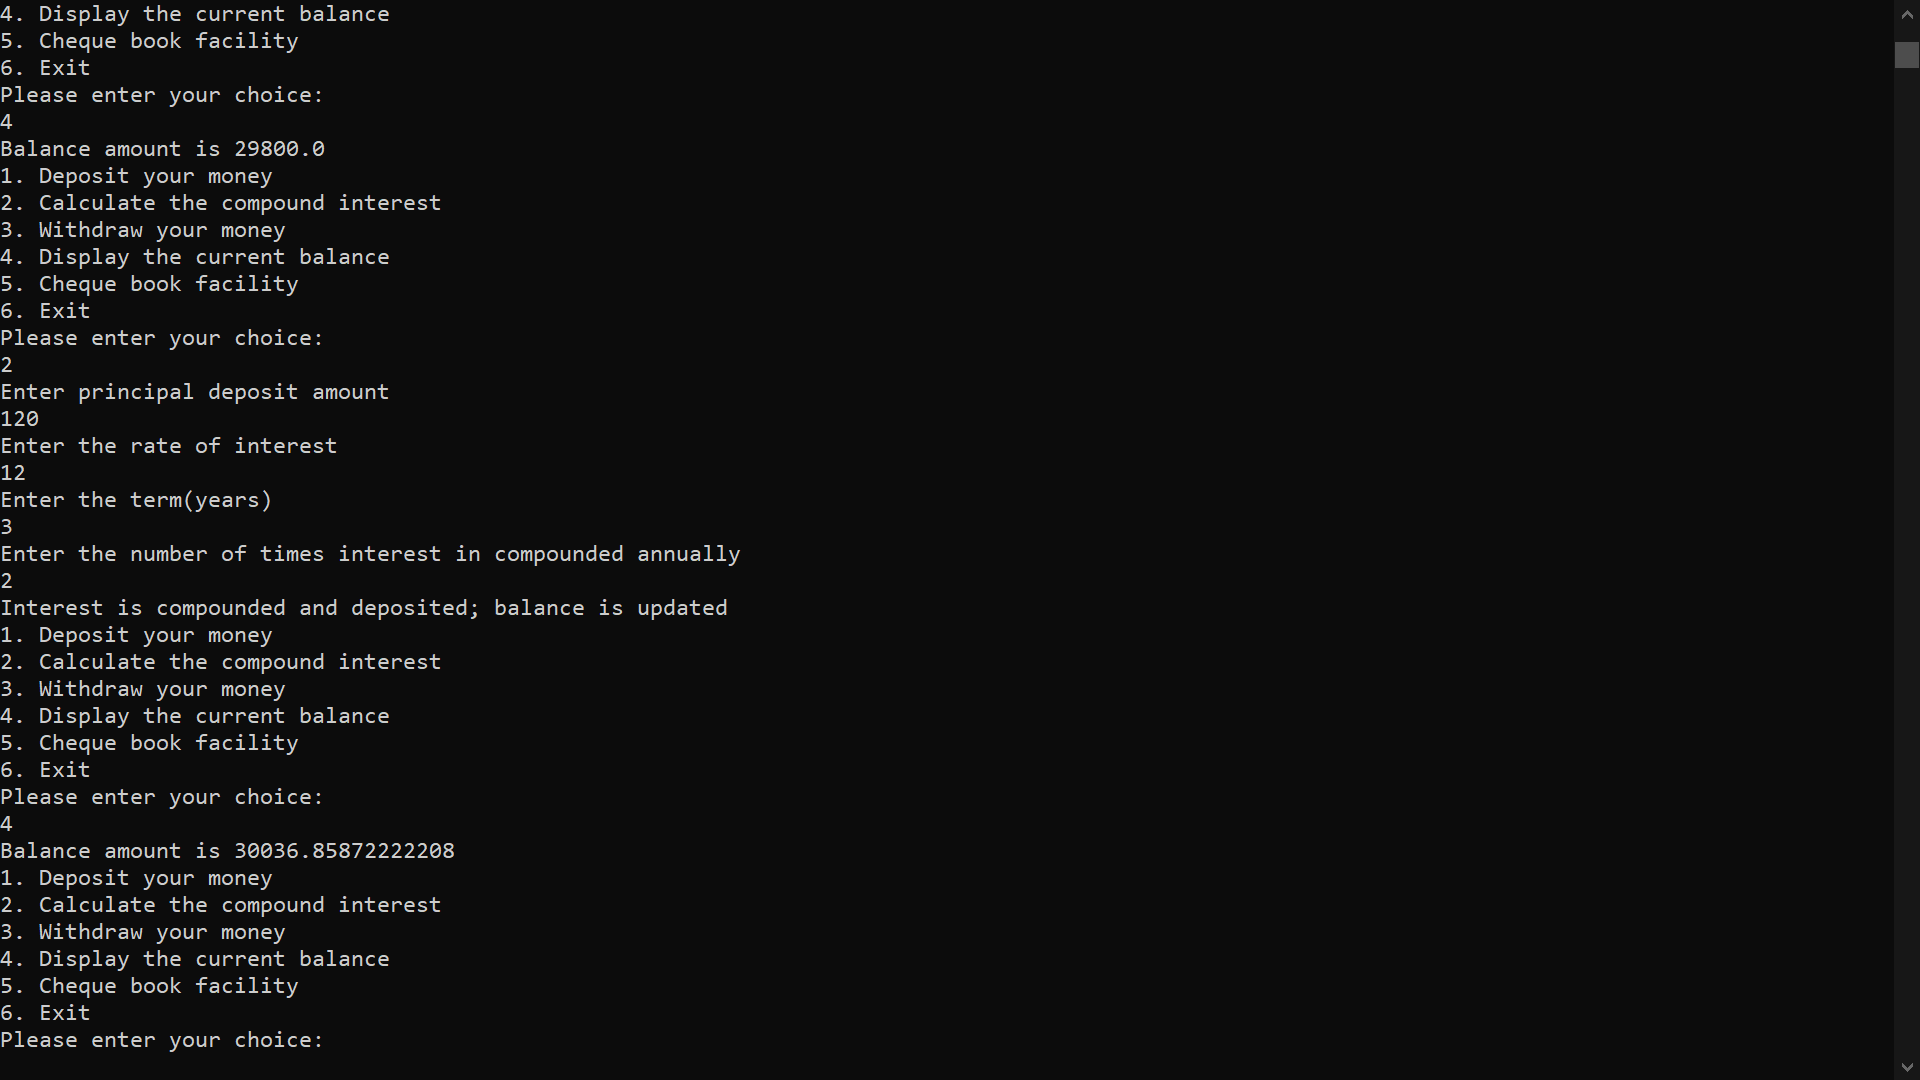 4. Display the current balance
5. Cheque book facility
6. Exit
Please enter your choice:
4
Balance amount is 29800.0
1. Deposit your money
2. Calculate the compound interest
3. Withdraw your money
4. Display the current balance
5. Cheque book facility
6. Exit
Please enter your choice:
2
Enter principal deposit amount
120
Enter the rate of interest
12
Enter the term(years)
3
Enter the number of times interest in compounded annually
2
Interest is compounded and deposited; balance is updated
1. Deposit your money
2. Calculate the compound interest
3. Withdraw your money
4. Display the current balance
5. Cheque book facility
6. Exit
Please enter your choice:
4
Balance amount is 30036.85872222208
1. Deposit your money
2. Calculate the compound interest
3. Withdraw your money
4. Display the current balance
5. Cheque book facility
6. Exit
Please enter your choice: